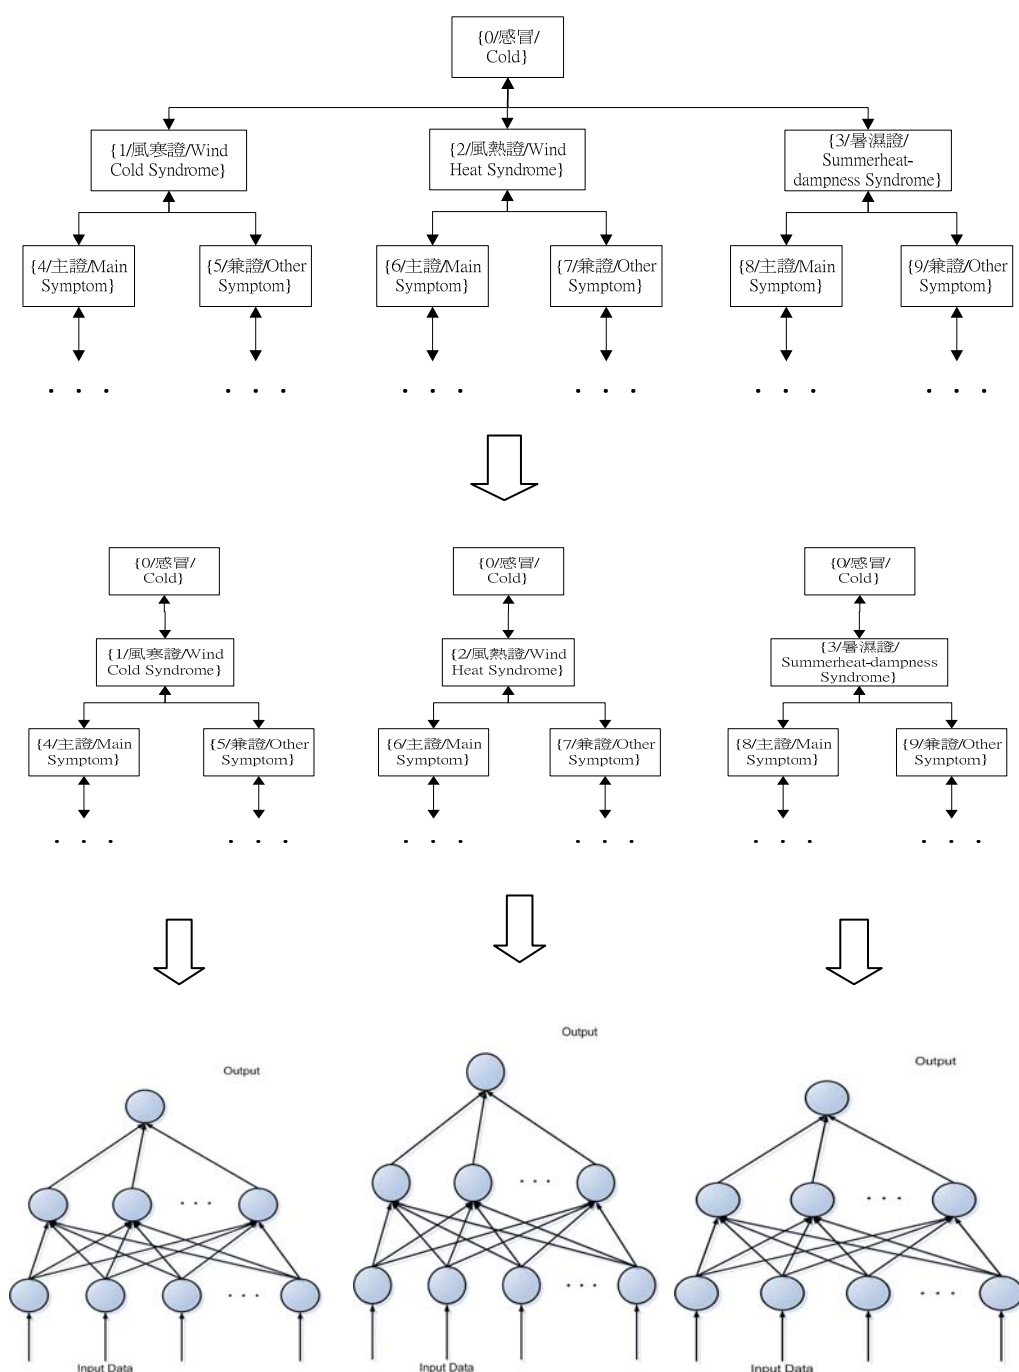 {0/感冒/
Cold}
{1/風寒證/Wind
Cold Syndrome}
{2/風熱證/Wind
Heat Syndrome}
{3/暑濕證/
Summerheat-
dampness Syndrome}
{4/主證/Main
Symptom}
{5/兼證/Other
Symptom}
{6/主證/Main
Symptom}
{7/兼證/Other
Symptom}
{8/主證/Main
Symptom}
{9/兼證/Other
Symptom}
. . .
. . .
. . .
. . .
. . .
. . .
{0/感冒/
Cold}
{0/感冒/
Cold}
{0/感冒/
Cold}
{1/風寒證/Wind
Cold Syndrome}
{2/風熱證/Wind
Heat Syndrome}
{3/暑濕證/
Summerheat-dampness
Syndrome}
{4/主證/Main
Symptom}
{5/兼證/Other
Symptom}
{6/主證/Main
Symptom}
{7/兼證/Other
Symptom}
{8/主證/Main
Symptom}
{9/兼證/Other
Symptom}
. . .
. . .
. . .
. . .
. . .
. . .
Output
Output
Output
. . .
. . .
. . .
. . .
. . .
. . .
Input Data
Input Data
Input Data